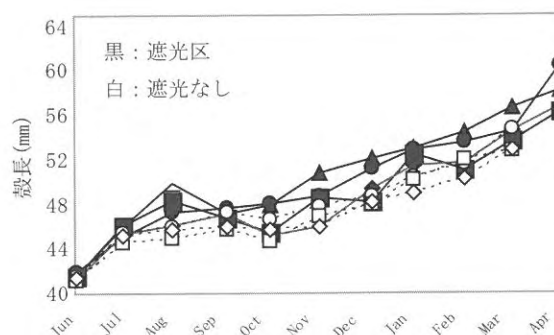 64
60
56
52
48
44
40
殻長(mm)
黒：遮光区
白：遮光なし
Jun
Jul
Aug
Sep
Oct
Nov
Dec
Jan
Feb
Mar
Apr